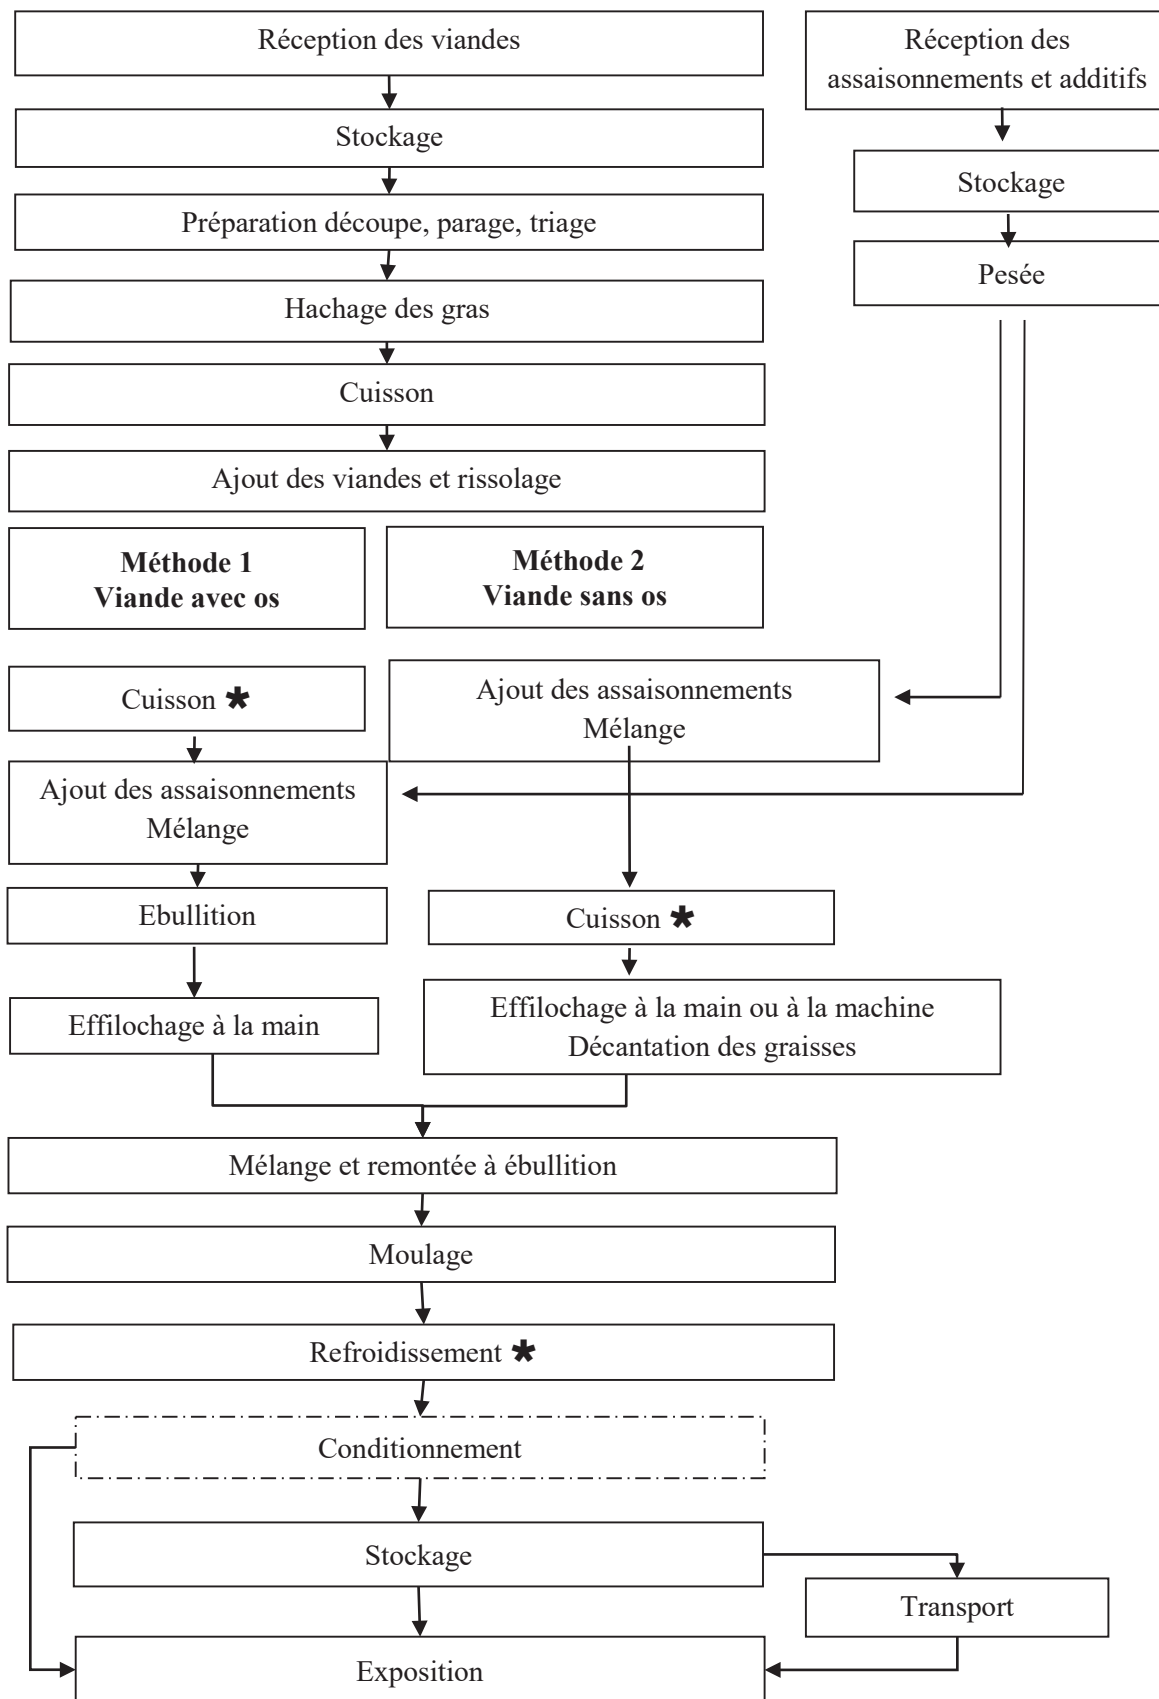 Réception des viandes
Réception des
assaisonnements et additifs
Stockage
Stockage
Préparation découpe, parage, triage
Pesée
Hachage des gras
Cuisson
Ajout des viandes et rissolage
Méthode 1
Viande avec os
Méthode 2
Viande sans os
Cuisson *
Ajout des assaisonnements
Mélange
Ajout des assaisonnements
Mélange
Ebullition
Cuisson *
Effilochage à la main
Effilochage à la main ou à la machine
Décantation des graisses
Mélange et remontée à ébullition
Moulage
Refroidissement *
Conditionnement
Stockage
Transport
Exposition